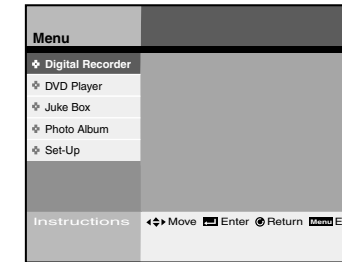 Menu
Digital Recorder
DVD Player
Juke Box
Photo Album
Set-Up
Instructions Move Enter Return Menu E